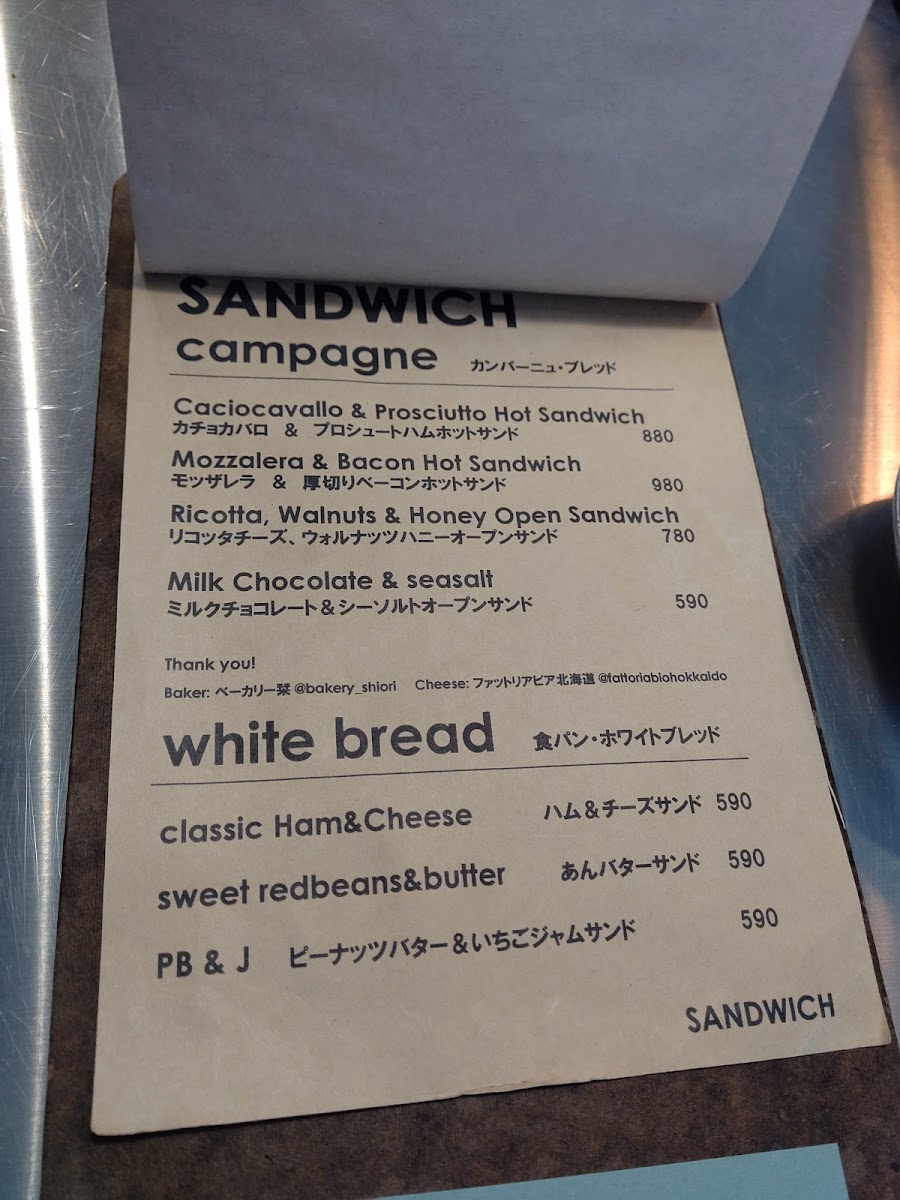 SANDWICH
campagne カンパーニュ・ブレッド
Caciocavallo & Prosciutto Hot Sandwich
カチョカバロ & プロシュートハムホットサンド 880
Mozzalera & Bacon Hot Sandwich
モッザレラ & 厚切りベーコンホットサンド 980
Ricotta, Walnuts & Honey Open Sandwich
リコッタチーズ、ウォルナッツハニーオープンサンド 780
Milk Chocolate & seasalt
ミルクチョコレート&シーソルトオープンサンド 590
Thank you!
Baker: ベーカリー栞 @bakery_shiori Cheese: ファットリアビア北海道 @fattoriabiohokkaido
white bread 食パン・ホワイトブレッド
classic Ham&Cheese ハム&チーズサンド 590
sweet redbeans&butter あんバターサンド 590
PB & J ピーナッツバター&いちごジャムサンド 590
SANDWICH